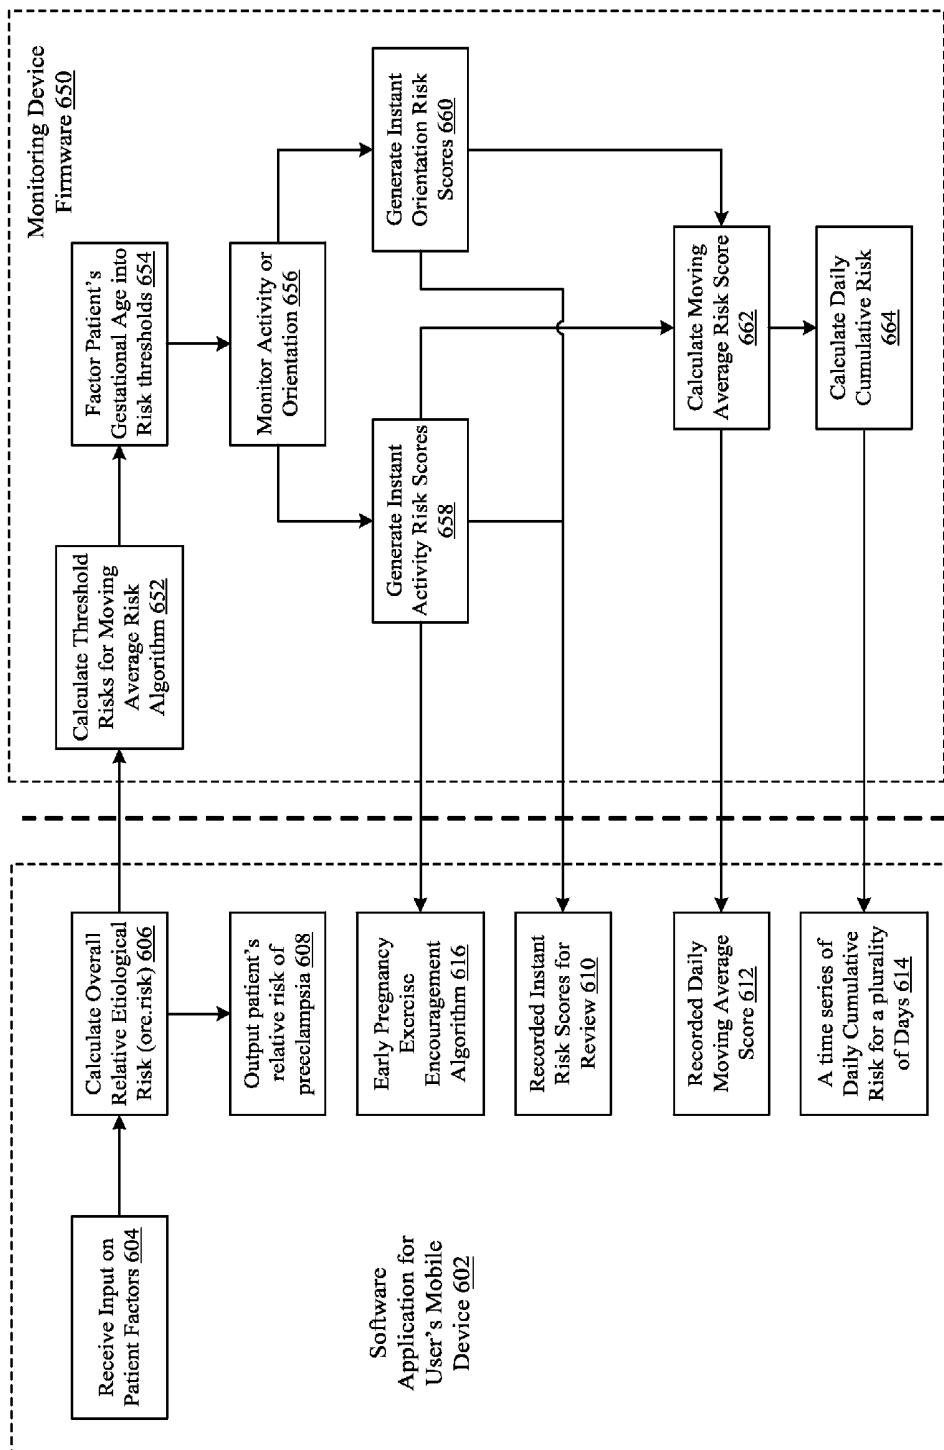 Receive Input on
Patient Factors 604
Calculate Overall
Relative Etiological
Risk (ore.risk) 606
Output patient's
relative risk of
preeclampsia 608
Early Pregnancy
Exercise
Encouragement
Algorithm 616
Recorded Instant
Risk Scores for
Review 610
Recorded Daily
Moving Average
Score 612
A time series of
Daily Cumulative
Risk for a plurality
of Days 614
Software
Application for
User's Mobile
Device 602
Monitoring Device
Firmware 650
Calculate Threshold
Risks for Moving
Average Risk
Algorithm 652
Factor Patient's
Gestational Age into
Risk thresholds 654
Monitor Activity or
Orientation 656
Generate Instant
Activity Risk Scores
658
Generate Instant
Orientation Risk
Scores 660
Calculate Moving
Average Risk Score
662
Calculate Daily
Cumulative Risk
664